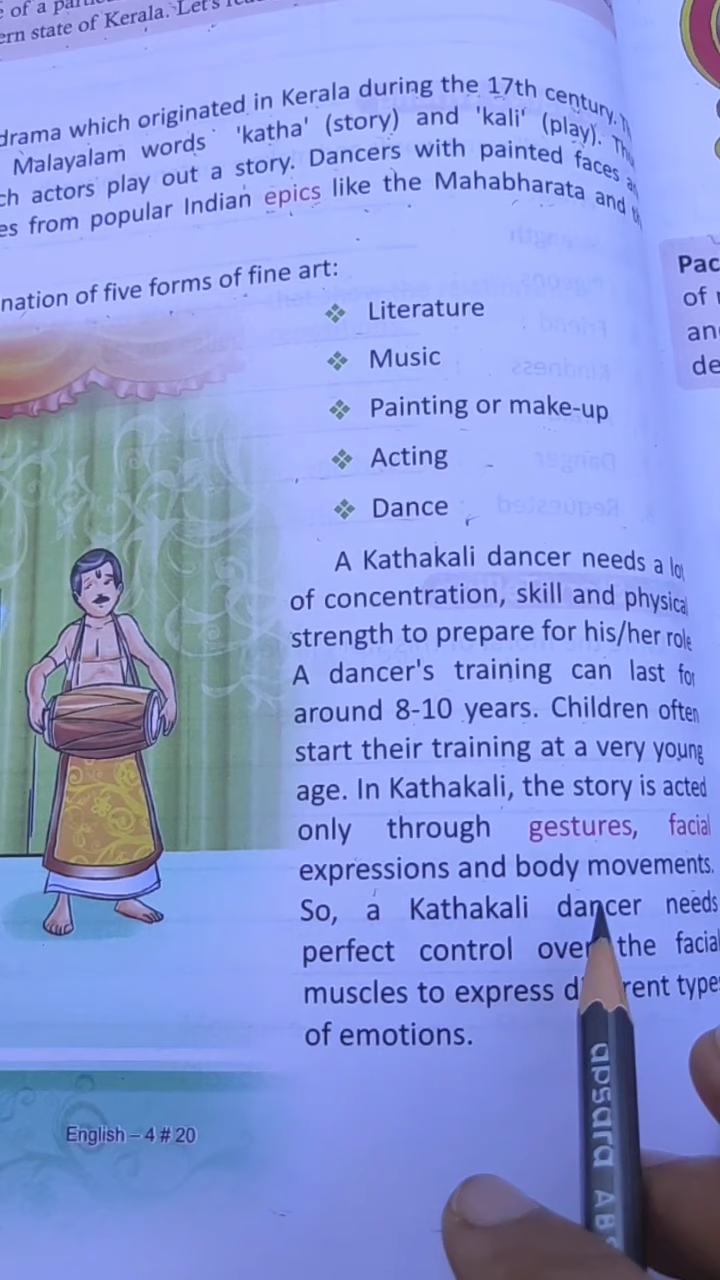 of a
ern state of Kerala. Let's
drama which originated in Kerala during the 17th century.
Malayalam words 'katha' (story) and 'kali' (play).
ch actors play out a story. Dancers with painted faces
es from popular Indian epics like the Mahabharata and
nation of five forms of fine art:
❖ Literature
❖ Music
❖ Painting or make-up
❖ Acting
❖ Dance
A Kathakali dancer needs a lot
of concentration, skill and physical
strength to prepare for his/her role
A dancer's training can last for
around 8-10 years. Children often
start their training at a very young
age. In Kathakali, the story is acted
only through gestures, facial
expressions and body movements.
So, a Kathakali dancer needs
perfect control over the facial
muscles to express different type
of emotions.
English – 4 # 20
Pac
of
an
de
apsara AB